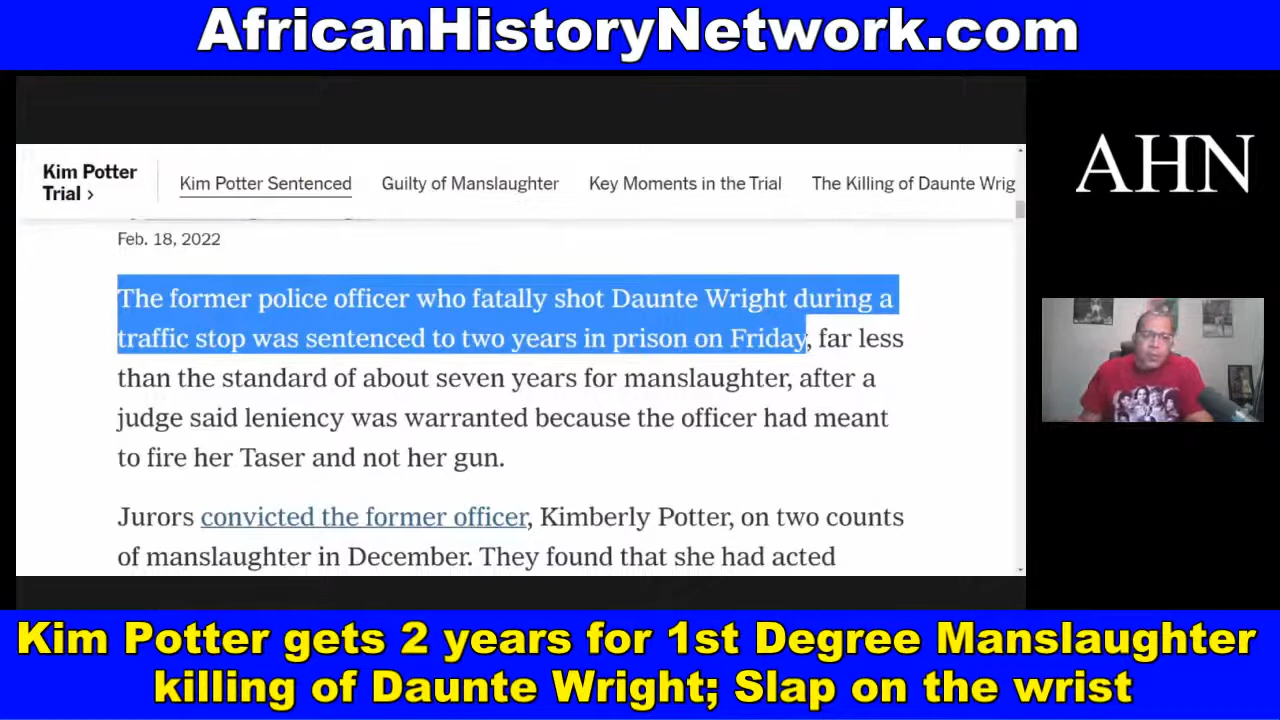 AfricanHistoryNetwork.com
AHN
Kim Potter
Trial >
Kim Potter Sentenced
Guilty of Manslaughter
Key Moments in the Trial
The Killing of Daunte Wrig
Feb. 18, 2022
The former police officer who fatally shot Daunte Wright during a
traffic stop was sentenced to two years in prison on Friday, far less
than the standard of about seven years for manslaughter, after a
judge said leniency was warranted because the officer had meant
to fire her Taser and not her gun.
Jurors convicted the former officer, Kimberly Potter, on two counts
of manslaughter in December. They found that she had acted
Kim Potter gets 2 years for 1st Degree Manslaughter
killing of Daunte Wright; Slap on the wrist